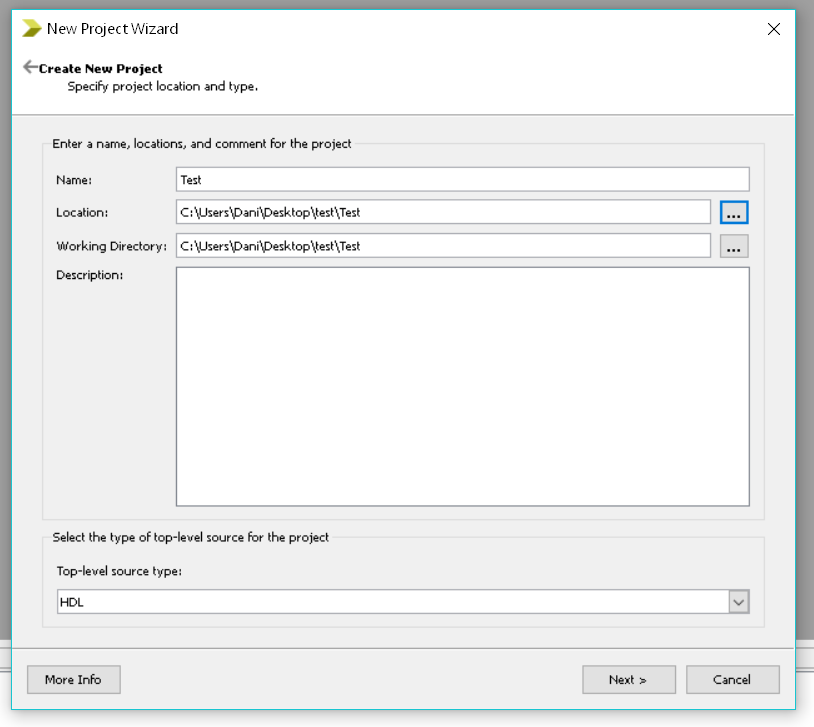 New Project Wizard
Create New Project
Specify project location and type.
Enter a name, locations, and comment for the project
Name: Test
Location: C:\Users\Dani\Desktop\test\Test ...
Working Directory: C:\Users\Dani\Desktop\test\Test ...
Description:
Select the type of top-level source for the project
Top-level source type:
HDL
More Info Next > Cancel